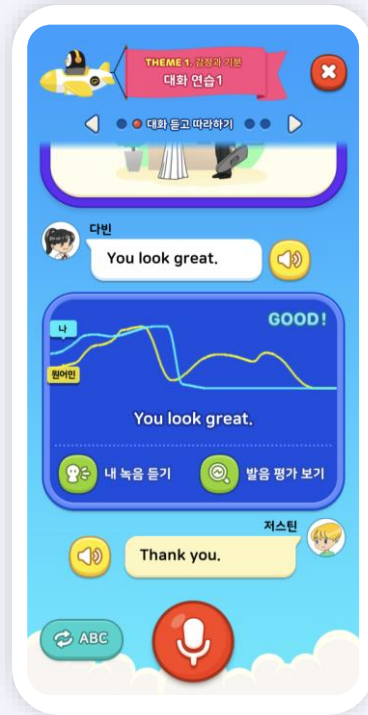 THEME 1. 감정과 기분
대화 연습1
대화 듣고 따라하기
다빈
You look great.
GOOD!
나
원어민
You look great.
내 녹음 듣기
발음 평가 보기
저스틴
Thank you.
ABC